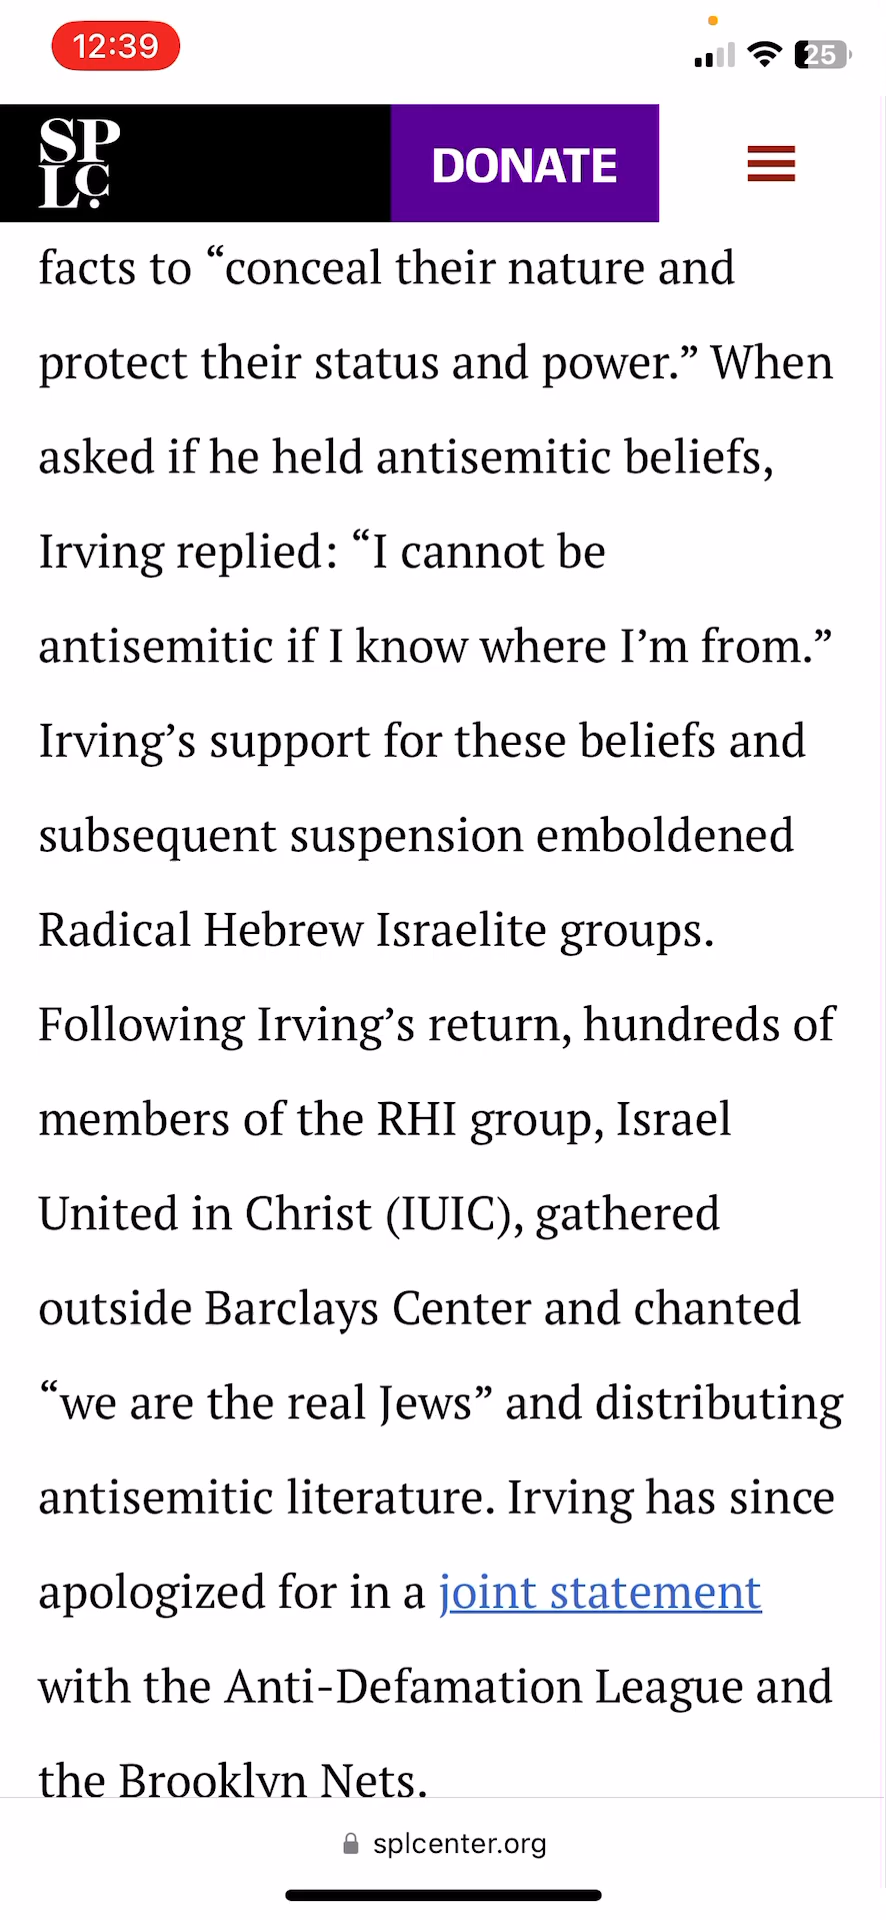 12:39
25
SP
LC
DONATE
facts to “conceal their nature and
protect their status and power.” When
asked if he held antisemitic beliefs,
Irving replied: “I cannot be
antisemitic if I know where I’m from.”
Irving’s support for these beliefs and
subsequent suspension emboldened
Radical Hebrew Israelite groups.
Following Irving’s return, hundreds of
members of the RHI group, Israel
United in Christ (IUIC), gathered
outside Barclays Center and chanted
“we are the real Jews” and distributing
antisemitic literature. Irving has since
apologized for in a joint statement
with the Anti-Defamation League and
the Brooklyn Nets.
splcenter.org